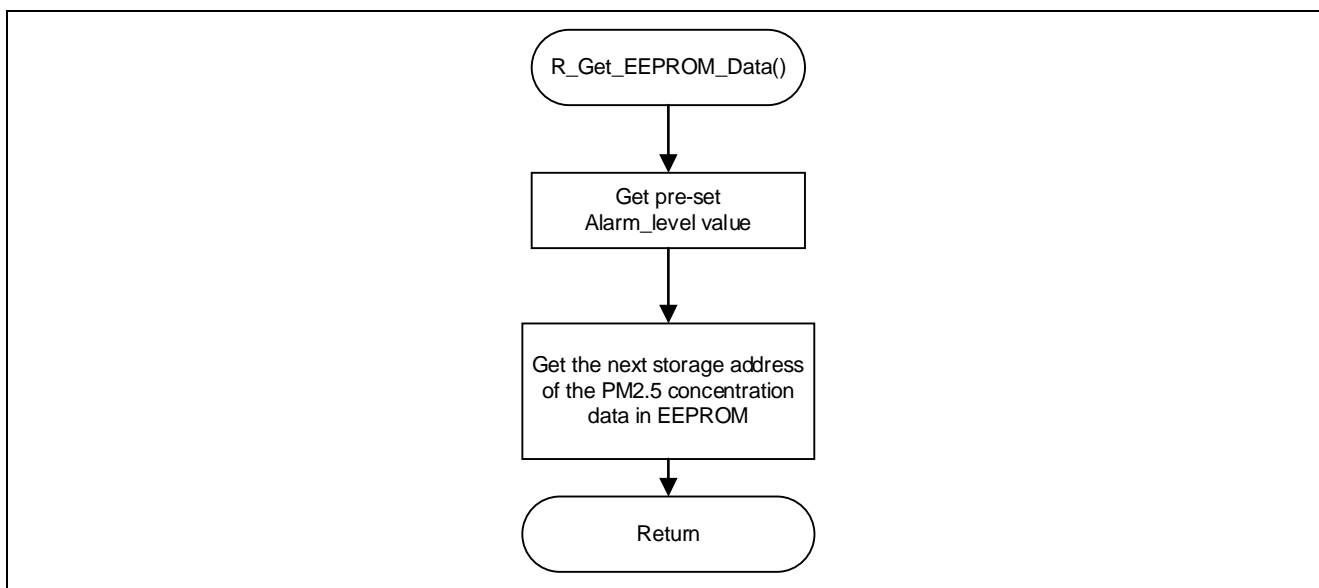 R_Get_EEPROM_Data()
Get pre-set
Alarm_level value
Get the next storage address
of the PM2.5 concentration
data in EEPROM
Return